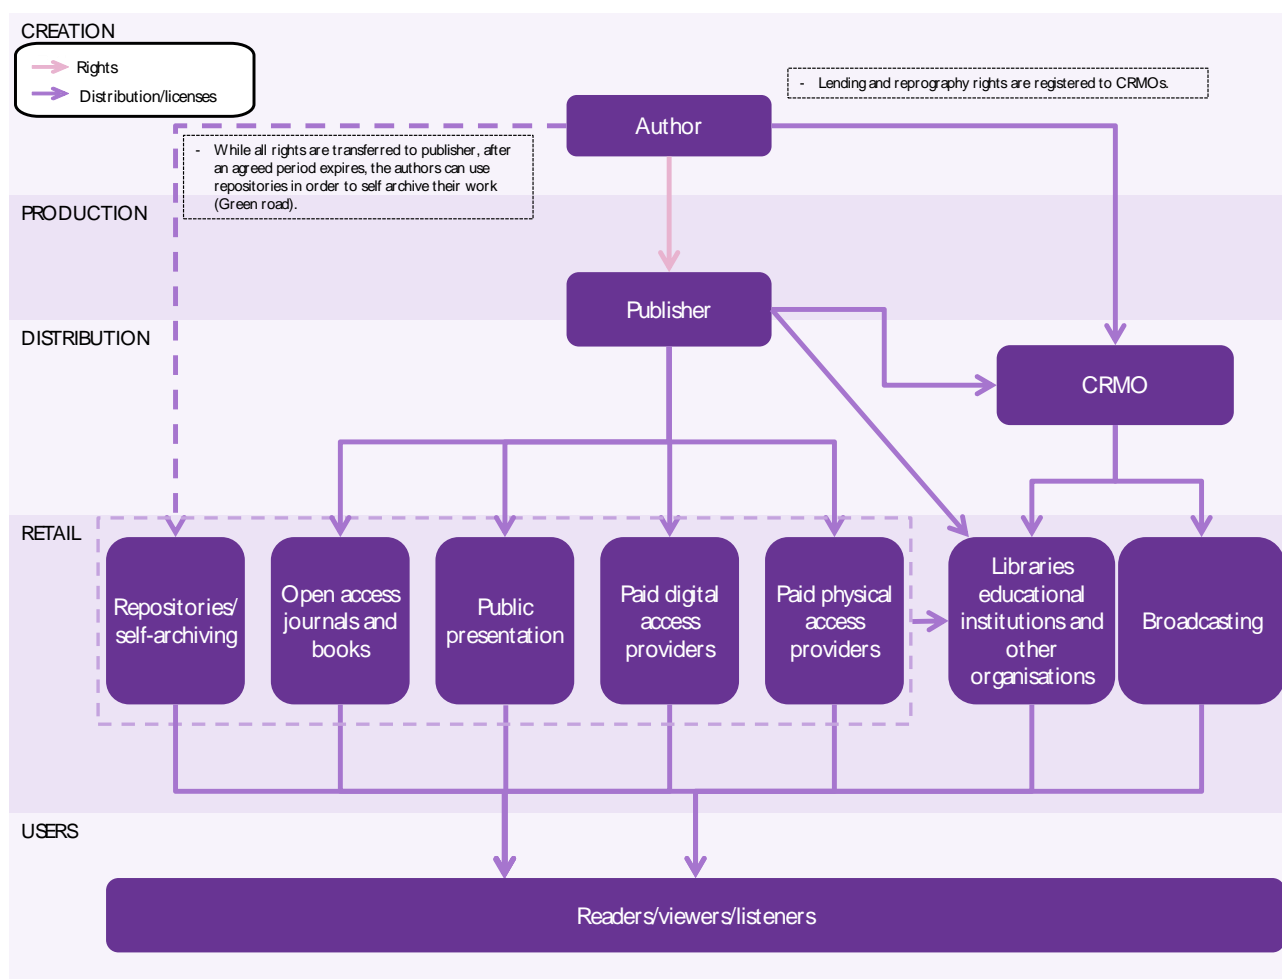 CREATION
Rights
Distribution/licenses
- Lending and reprography rights are registered to CRMOs.
Author
- While all rights are transferred to publisher, after
an agreed period expires, the authors can use
repositories in order to self archive their work
(Green road).
PRODUCTION
Publisher
DISTRIBUTION
CRMO
RETAIL
Repositories/
self-archiving
Open access
journals and
books
Public
presentation
Paid digital
access
providers
Paid physical
access
providers
Libraries
educational
institutions and
other
organisations
Broadcasting
USERS
Readers/viewers/listeners